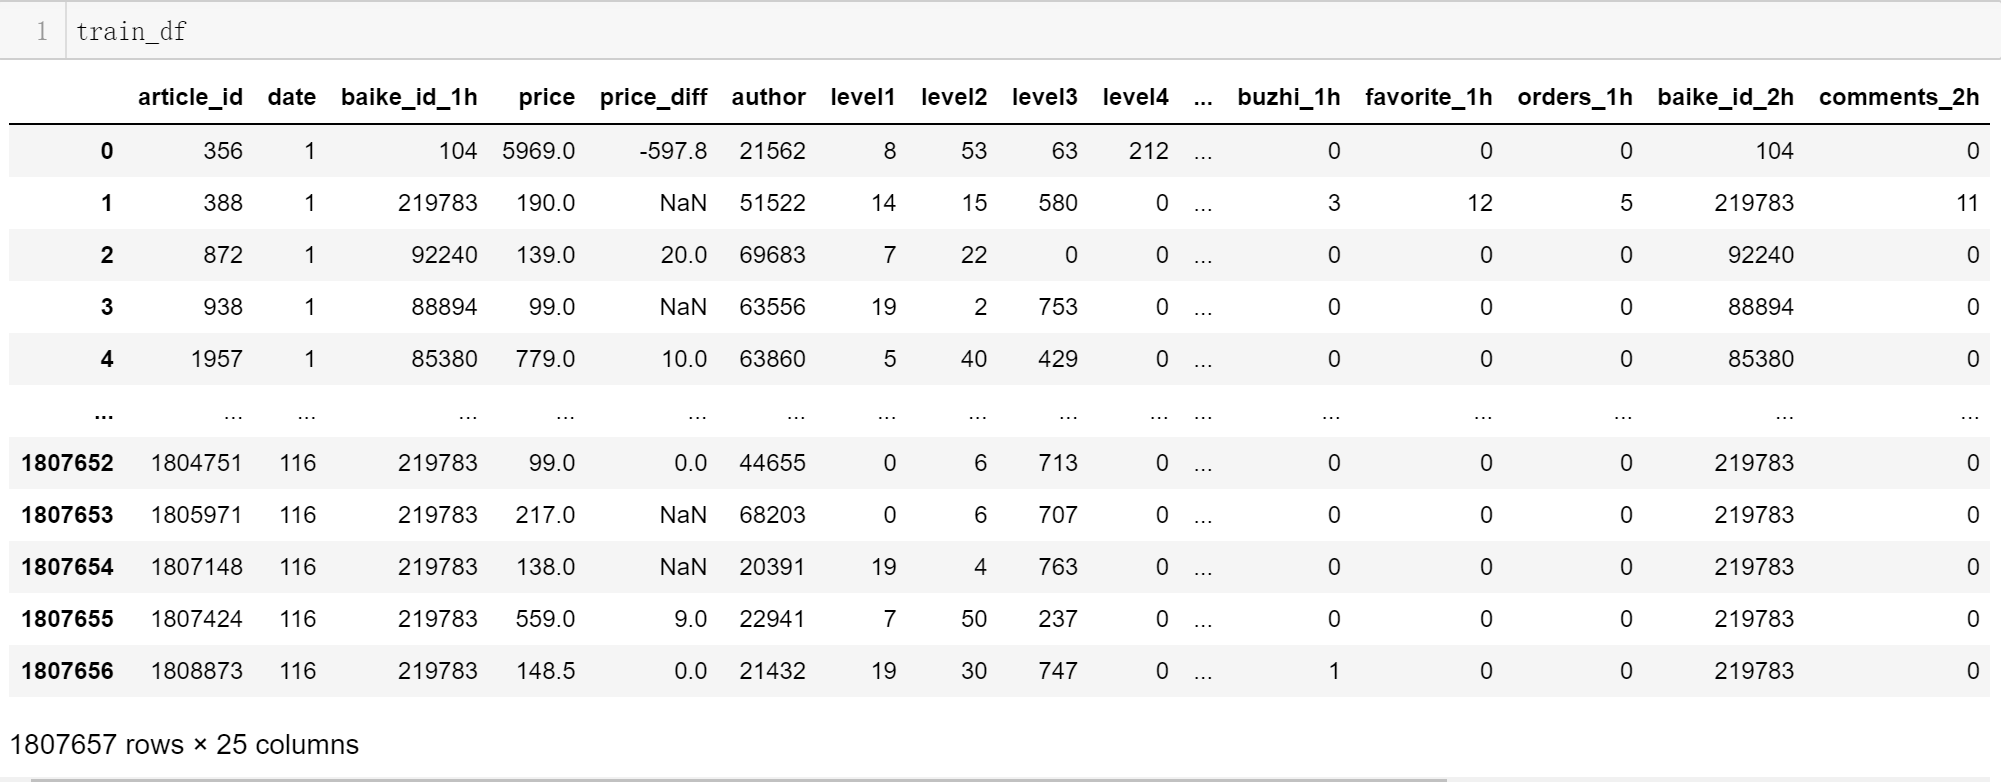 1 train_df
article_id date baike_id_1h price price_diff author level1 level2 level3 level4 ... buzhi_1h favorite_1h orders_1h baike_id_2h comments_2h
0 356 1 104 5969.0 -597.8 21562 8 53 63 212 ... 0 0 0 104 0
1 388 1 219783 190.0 NaN 51522 14 15 580 0 ... 3 12 5 219783 11
2 872 1 92240 139.0 20.0 69683 7 22 0 0 ... 0 0 0 92240 0
3 938 1 88894 99.0 NaN 63556 19 2 753 0 ... 0 0 0 88894 0
4 1957 1 85380 779.0 10.0 63860 5 40 429 0 ... 0 0 0 85380 0
... ... ... ... ... ... ... ... ... ... ... ... ... ... ... ... ...
1807652 1804751 116 219783 99.0 0.0 44655 0 6 713 0 ... 0 0 0 219783 0
1807653 1805971 116 219783 217.0 NaN 68203 0 6 707 0 ... 0 0 0 219783 0
1807654 1807148 116 219783 138.0 NaN 20391 19 4 763 0 ... 0 0 0 219783 0
1807655 1807424 116 219783 559.0 9.0 22941 7 50 237 0 ... 0 0 0 219783 0
1807656 1808873 116 219783 148.5 0.0 21432 19 30 747 0 ... 1 0 0 219783 0
1807657 rows × 25 columns